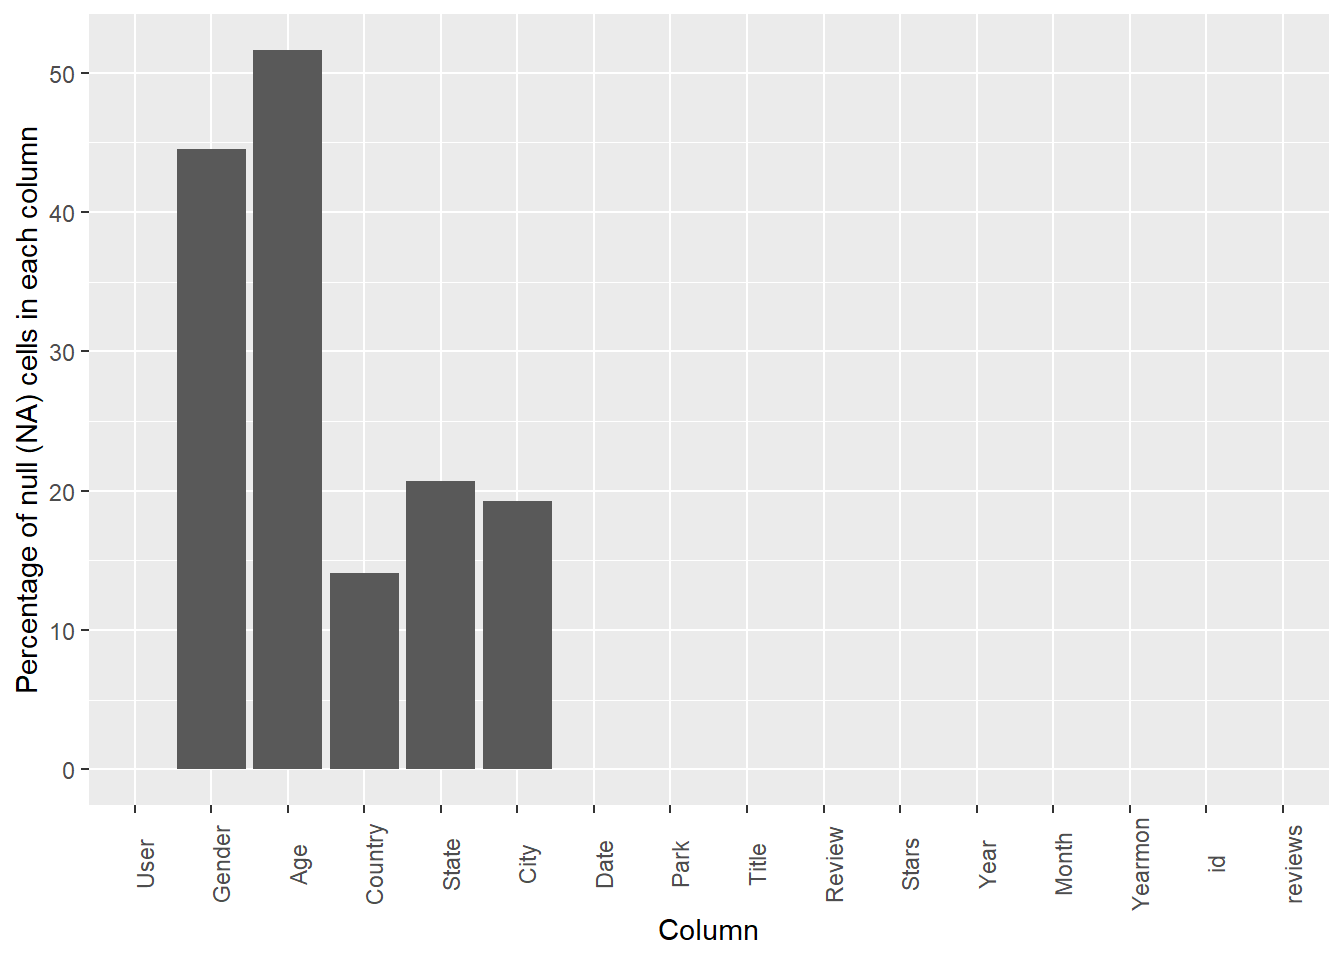 Percentage of null (NA) cells in each column
50
40
30
20
10
0
User
Gender
Age
Country
State
City
Date
Park
Title
Review
Stars
Year
Month
Yearmon
id
reviews
Column